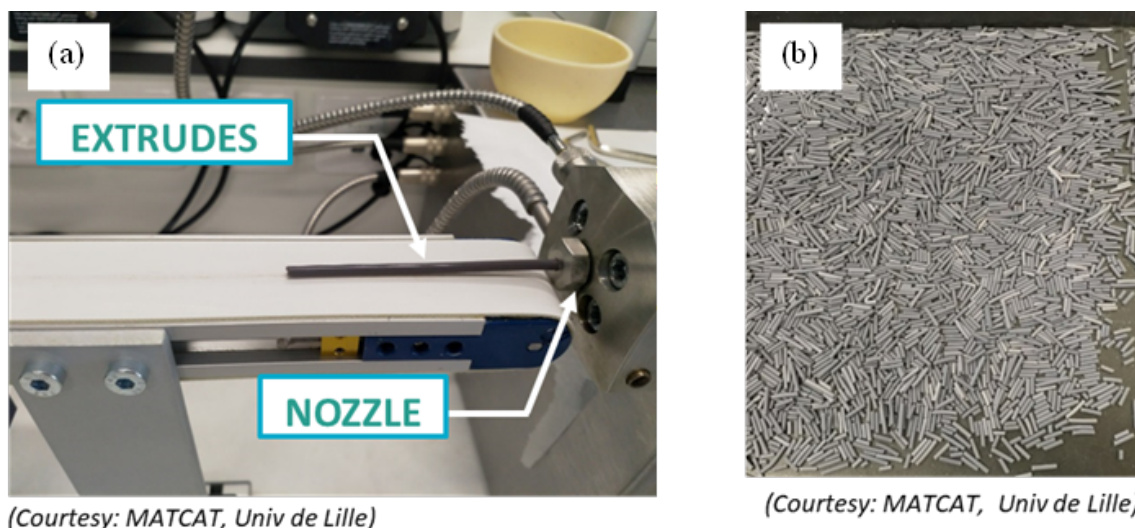 (a)
EXTRUDES
NOZZLE
(Courtesy: MATCAT, Univ de Lille)
(b)
(Courtesy: MATCAT, Univ de Lille)